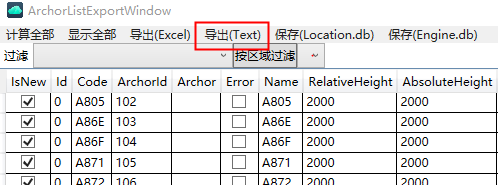 ArchorListExportWindow
计算全部 显示全部 导出(Excel) 导出(Text) 保存(Location.db) 保存(Engine.db)
过滤 按区域过滤
IsNew Id Code ArchorId Archor Error Name RelativeHeight AbsoluteHeight
0 A805 102 A805 2000 2000
0 A86E 103 A86E 2000 2000
0 A86F 104 A86F 2000 2000
0 A871 105 A871 2000 2000
0 A872 106 A872 2000 2000